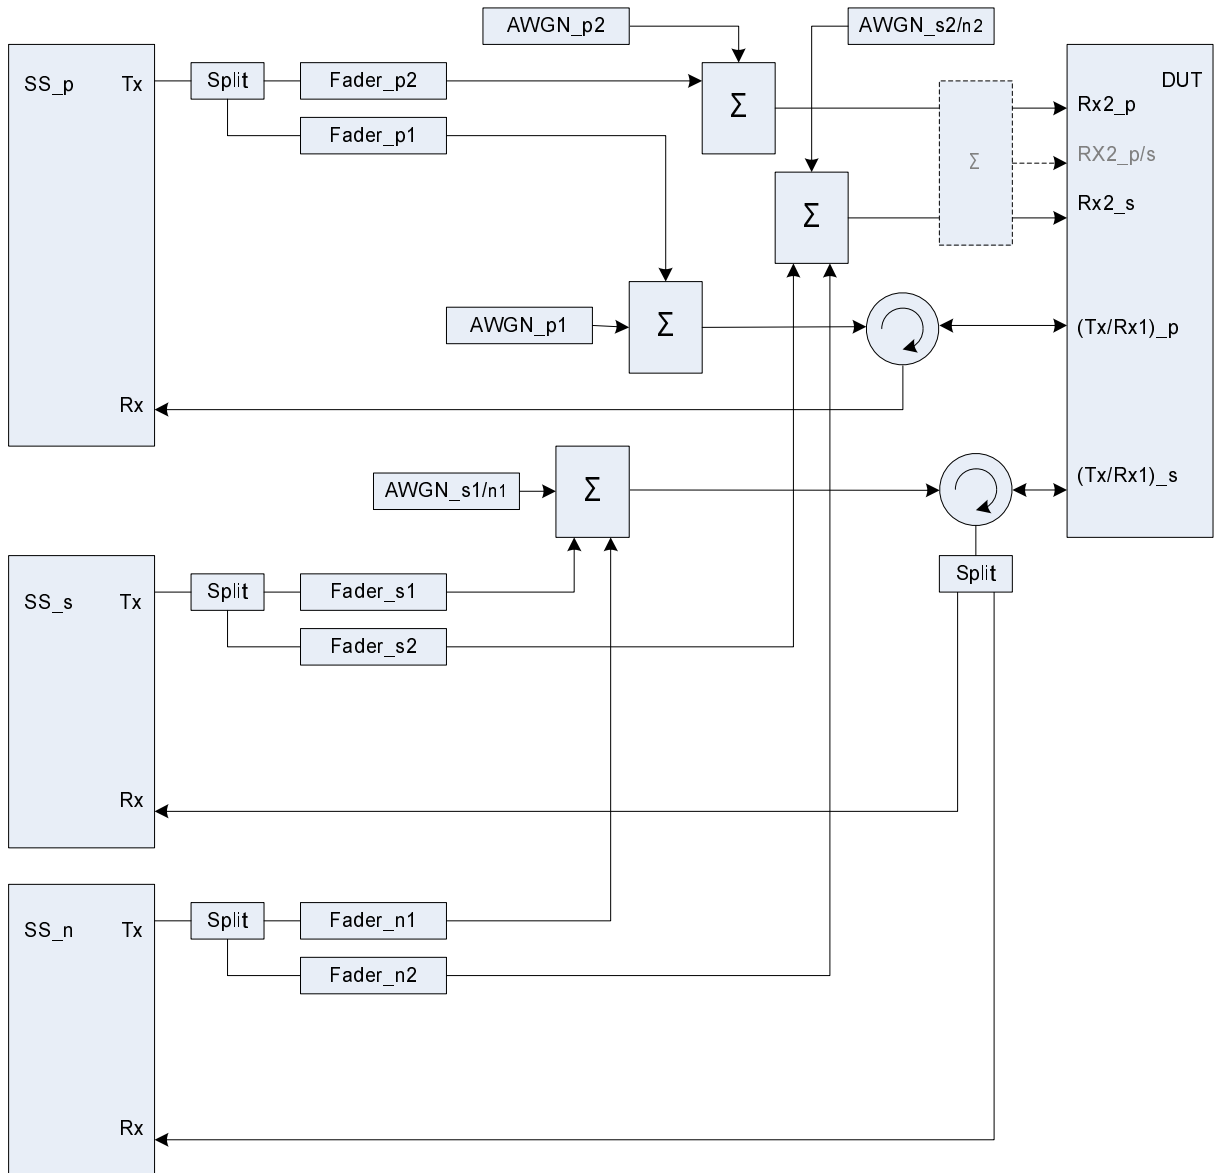 AWGN_p2
AWGN_s2/n2
SS_p
Tx
Split
Fader_p2
Σ
DUT
Rx2_p
Fader_p1
Σ
RX2_p/s
Σ
Rx2_s
AWGN_p1
Σ
(Tx/Rx1)_p
Rx
AWGN_s1/n1
Σ
(Tx/Rx1)_s
Split
SS_s
Tx
Split
Fader_s1
Fader_s2
Rx
SS_n
Tx
Split
Fader_n1
Fader_n2
Rx